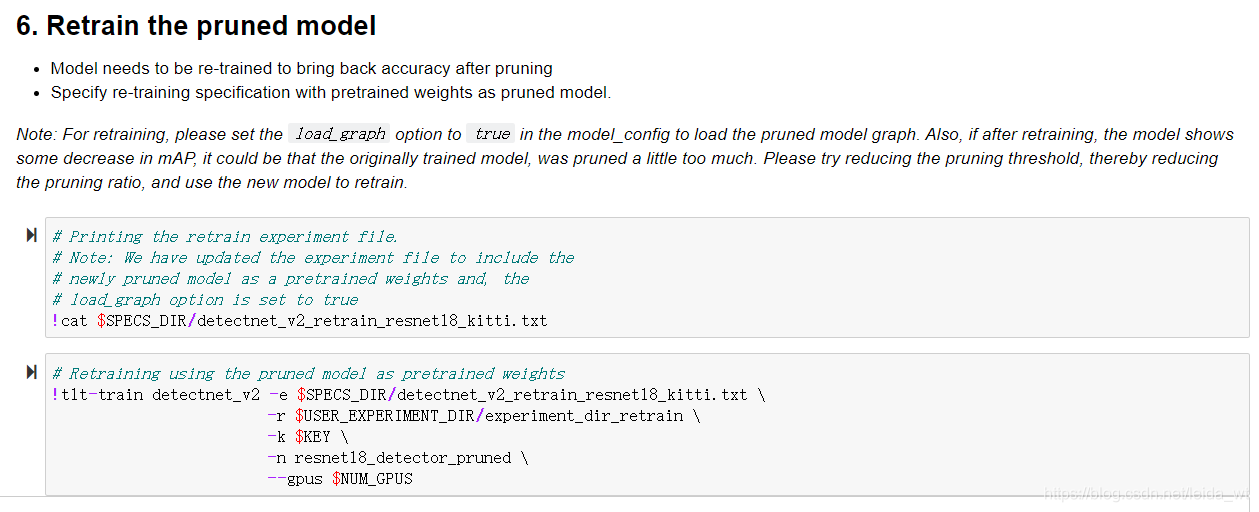 6. Retrain the pruned model
• Model needs to be re-trained to bring back accuracy after pruning
• Specify re-training specification with pretrained weights as pruned model.
Note: For retraining, please set the load_graph option to true in the model_config to load the pruned model graph. Also, if after retraining, the model shows
some decrease in mAP, it could be that the originally trained model, was pruned a little too much. Please try reducing the pruning threshold, thereby reducing
the pruning ratio, and use the new model to retrain.
# Printing the retrain experiment file.
# Note: We have updated the experiment file to include the
# newly pruned model as a pretrained weights and, the
# load_graph option is set to true
!cat $SPECS_DIR/detectnet_v2_retrain_resnet18_kitti.txt
# Retraining using the pruned model as pretrained weights
!tlt-train detectnet_v2 -e $SPECS_DIR/detectnet_v2_retrain_resnet18_kitti.txt \
-r $USER_EXPERIMENT_DIR/experiment_dir_retrain \
-k $KEY \
-n resnet18_detector_pruned \
--gpus $NUM_GPUS